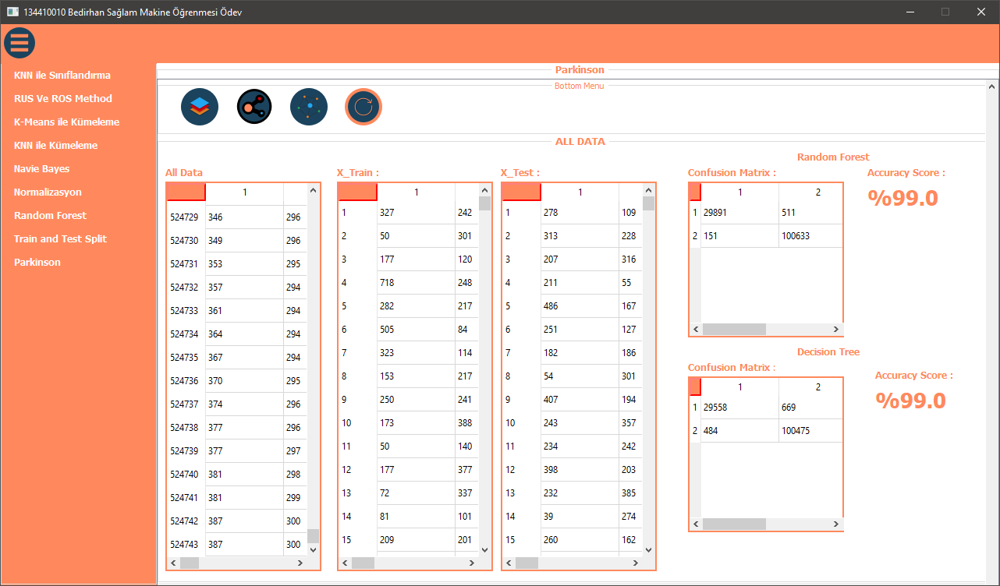 134410010 Bedirhan Sağlam Makine Öğrenmesi Ödev
KNN ile Sınıflandırma
RUS Ve ROS Method
K-Means ile Kümeleme
KNN ile Kümeleme
Navie Bayes
Normalizasyon
Random Forest
Train and Test Split
Parkinson
Parkinson
Bottom Menu
ALL DATA
All Data
1
524729 346 296
524730 349 296
524731 353 295
524732 357 294
524733 361 294
524734 364 294
524735 367 294
524736 370 295
524737 374 296
524738 377 296
524739 377 297
524740 381 298
524741 381 299
524742 387 300
524743 387 300
X_Train :
1
1 327 242
2 50 301
3 177 120
4 718 248
5 282 217
6 505 84
7 323 114
8 153 217
9 250 241
10 173 388
11 50 140
12 177 377
13 72 337
14 81 101
15 209 201
X_Test :
1
1 278 109
2 313 228
3 207 316
4 211 55
5 486 167
6 251 127
7 182 186
8 54 301
9 407 194
10 243 357
11 234 242
12 398 203
13 232 385
14 39 274
15 260 162
Random Forest
Confusion Matrix :
1 2
1 29891 511
2 151 100633
Accuracy Score :
%99.0
Decision Tree
Confusion Matrix :
1 2
1 29558 669
2 484 100475
Accuracy Score :
%99.0